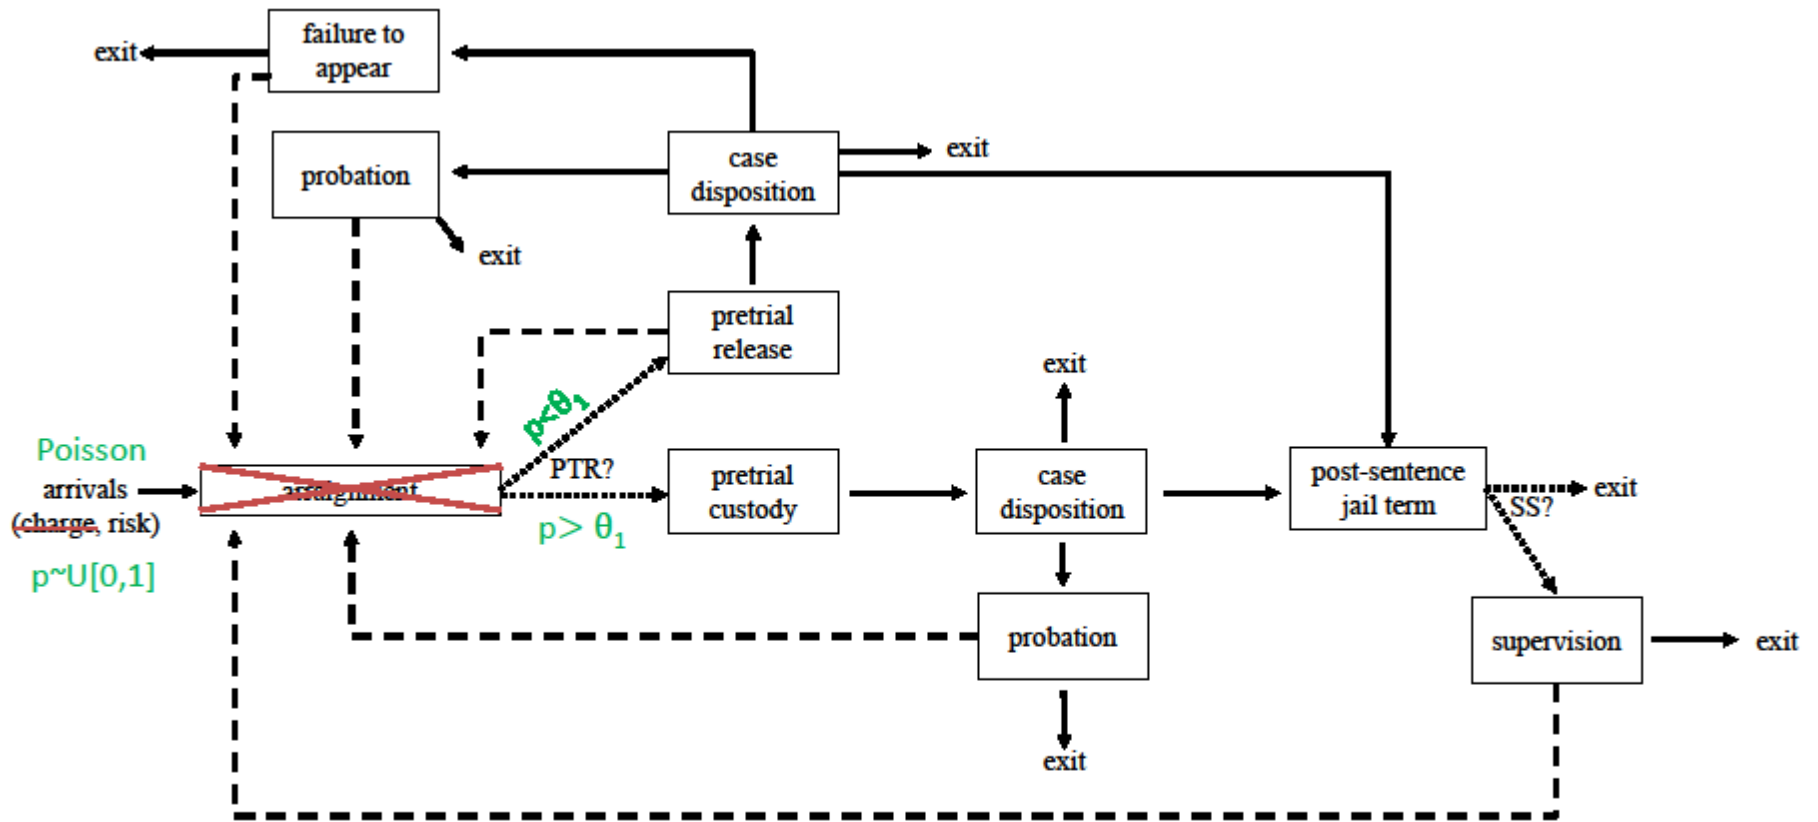 failure to
appear
exit
case
disposition
exit
probation
exit
pretrial
release
exit
p<θ1
Poisson
arrivals
(charge, risk)
p~U[0,1]
arraignment
PTR?
p> θ1
pretrial
custody
case
disposition
post-sentence
jail term
exit
SS?
probation
supervision
exit
exit